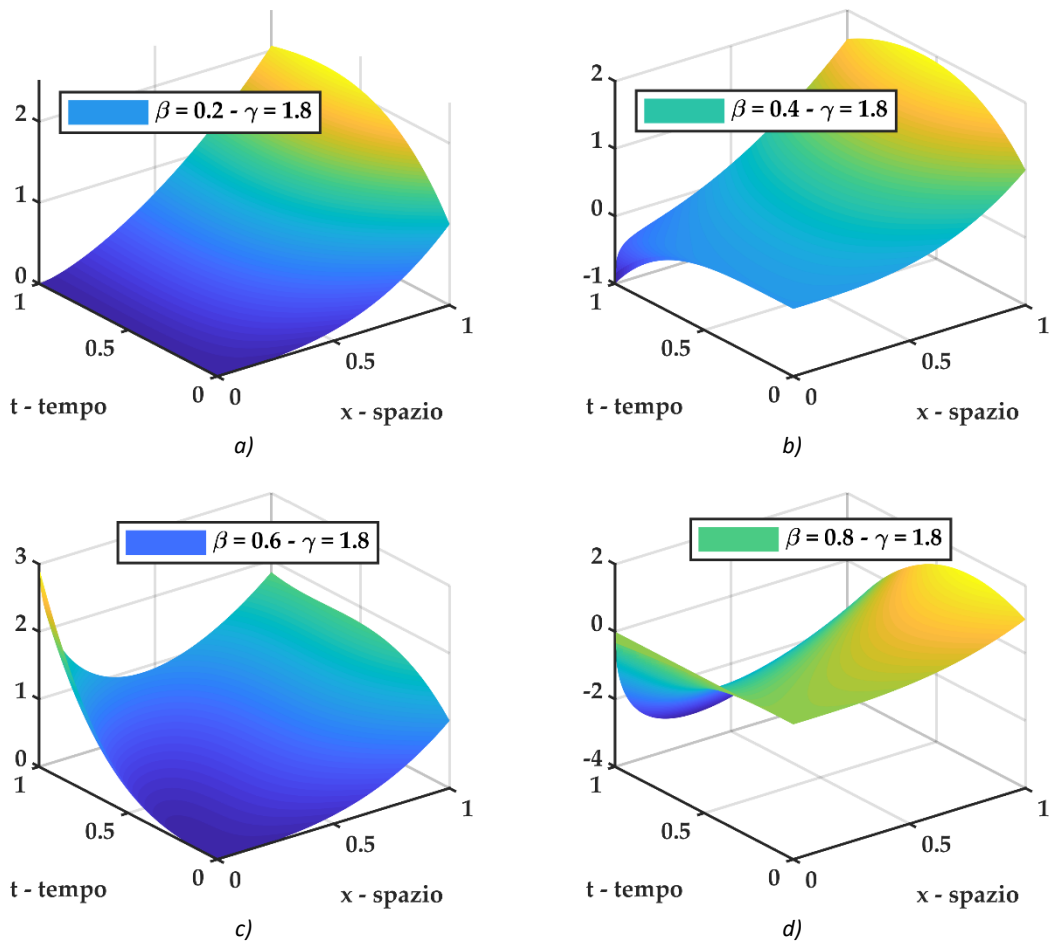 β = 0.2 - γ = 1.8
2
1
0
1
0.5
0
0
0.5
1
t - tempo
x - spazio
a)
β = 0.4 - γ = 1.8
2
1
0
-1
1
0.5
0
0
0.5
1
t - tempo
x - spazio
b)
β = 0.6 - γ = 1.8
3
2
1
0
1
0.5
0
0
0.5
1
t - tempo
x - spazio
c)
β = 0.8 - γ = 1.8
2
0
-2
-4
1
0.5
0
0
0.5
1
t - tempo
x - spazio
d)